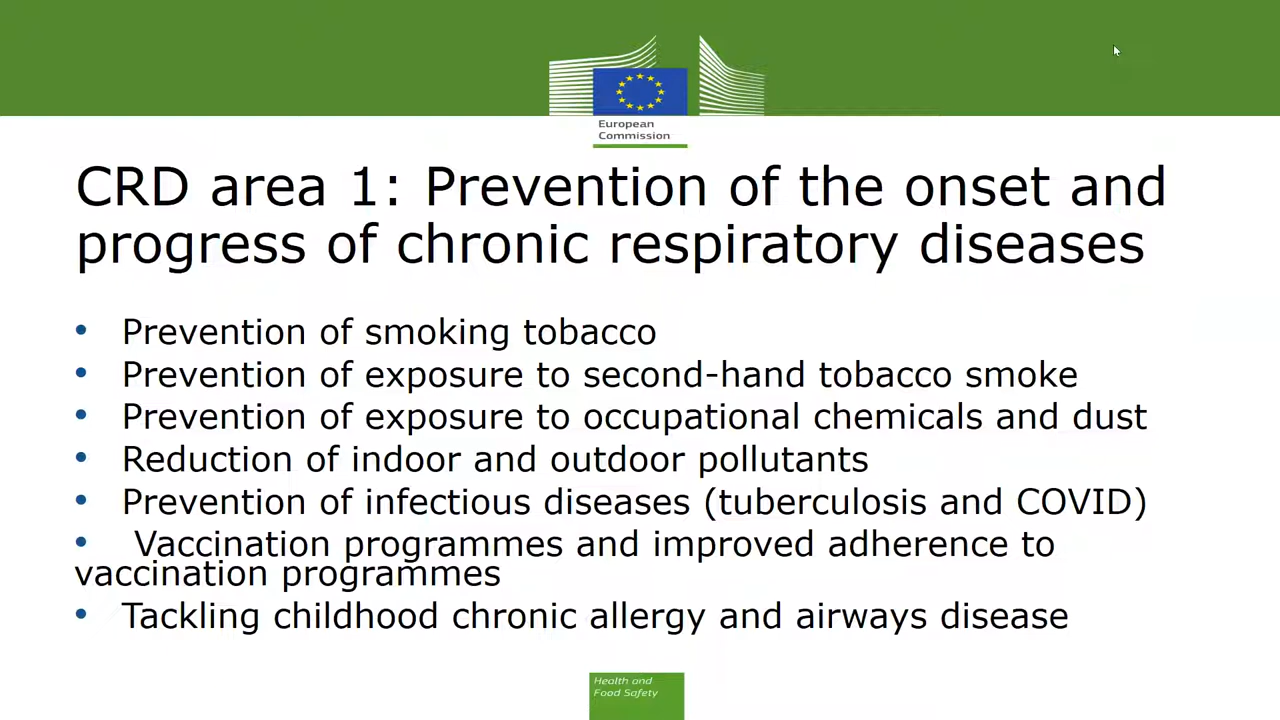 European
Commission
CRD area 1: Prevention of the onset and
progress of chronic respiratory diseases
• Prevention of smoking tobacco
• Prevention of exposure to second-hand tobacco smoke
• Prevention of exposure to occupational chemicals and dust
• Reduction of indoor and outdoor pollutants
• Prevention of infectious diseases (tuberculosis and COVID)
• Vaccination programmes and improved adherence to
vaccination programmes
• Tackling childhood chronic allergy and airways disease
Health and
Food Safety